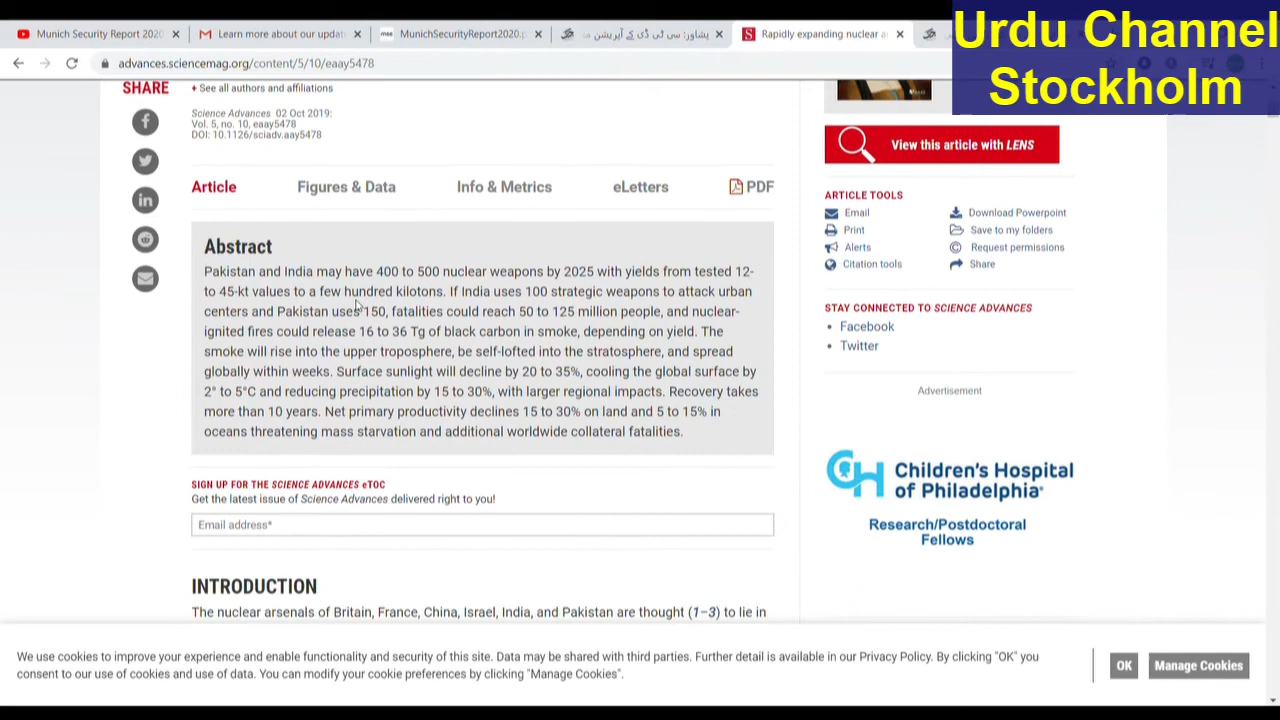 Urdu Channel
Stockholm
Munich Security Report 2020
Learn more about our updat
MunichSecurityReport2020.p
پشاور: سی ٹی ڈی کے آپریشن
Rapidly expanding nuclear a
advances.sciencemag.org/content/5/10/eaay5478
SHARE
+ See all authors and affiliations
Science Advances 02 Oct 2019:
Vol. 5, no. 10, eaay5478
DOI: 10.1126/sciadv.aay5478
Article Figures & Data Info & Metrics eLetters PDF
Abstract
Pakistan and India may have 400 to 500 nuclear weapons by 2025 with yields from tested 12-
to 45-kt values to a few hundred kilotons. If India uses 100 strategic weapons to attack urban
centers and Pakistan uses 150, fatalities could reach 50 to 125 million people, and nuclear-
ignited fires could release 16 to 36 Tg of black carbon in smoke, depending on yield. The
smoke will rise into the upper troposphere, be self-lofted into the stratosphere, and spread
globally within weeks. Surface sunlight will decline by 20 to 35%, cooling the global surface by
2° to 5°C and reducing precipitation by 15 to 30%, with larger regional impacts. Recovery takes
more than 10 years. Net primary productivity declines 15 to 30% on land and 5 to 15% in
oceans threatening mass starvation and additional worldwide collateral fatalities.
SIGN UP FOR THE SCIENCE ADVANCES eTOC
Get the latest issue of Science Advances delivered right to you!
Email address*
INTRODUCTION
The nuclear arsenals of Britain, France, China, Israel, India, and Pakistan are thought (1–3) to lie in
View this article with LENS
ARTICLE TOOLS
Email Download Powerpoint
Print Save to my folders
Alerts Request permissions
Citation tools Share
STAY CONNECTED TO SCIENCE ADVANCES
Facebook
Twitter
Advertisement
Children's Hospital
of Philadelphia
Research/Postdoctoral
Fellows
We use cookies to improve your experience and enable functionality and security of this site. Data may be shared with third parties. Further detail is available in our Privacy Policy. By clicking "OK" you
consent to our use of cookies and use of data. You can modify your cookie preferences by clicking "Manage Cookies".
OK Manage Cookies